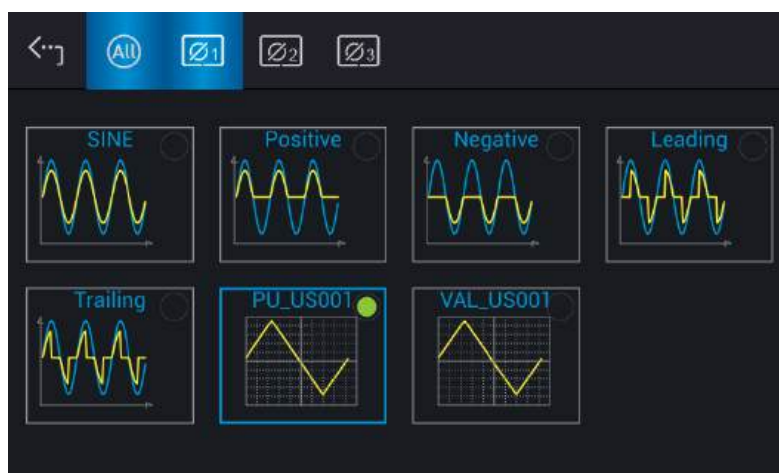 All Ø1 Ø2 Ø3
SINE Positive Negative Leading
Trailing PU_US001 VAL_US001